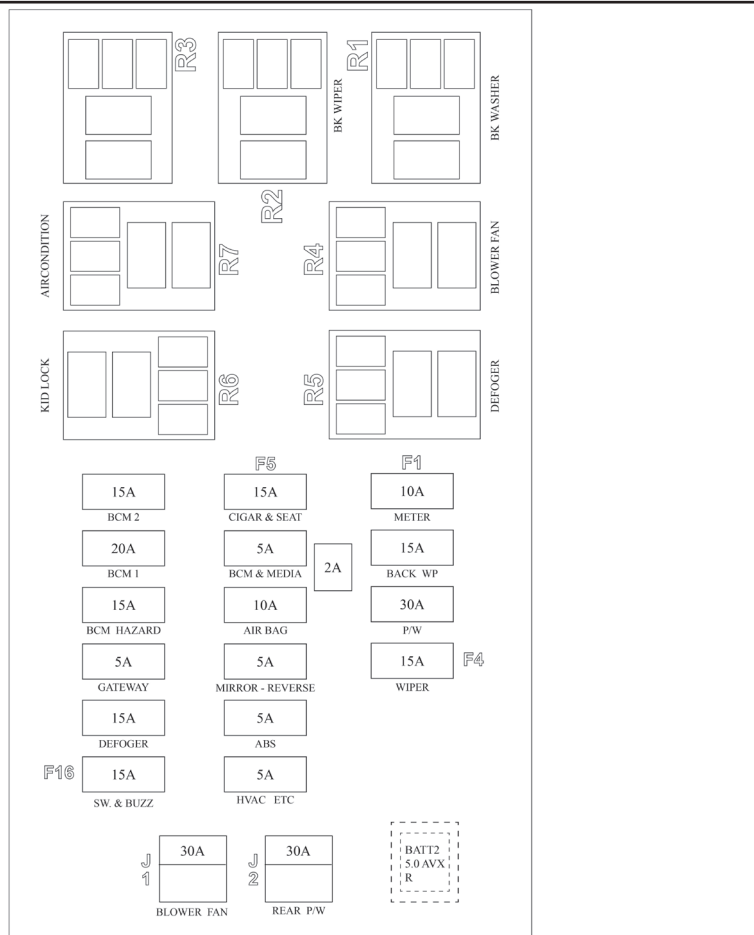 R3
R1
BK WIPER
BK WASHER
R2
AIRCONDITION
R7
R4
BLOWER FAN
KID LOCK
R6
R5
DEFOGER
F5
F1
15A
15A
10A
BCM 2
CIGAR & SEAT
METER
20A
5A
2A
15A
BCM 1
BCM & MEDIA
BACK WP
15A
10A
30A
BCM HAZARD
AIR BAG
P/W
5A
5A
15A
F4
GATEWAY
MIRROR - REVERSE
WIPER
15A
5A
DEFOGER
ABS
F16
15A
5A
SW. & BUZZ
HVAC ETC
J1
30A
J2
30A
BLOWER FAN
REAR P/W
BATT2
5.0 AVX
R